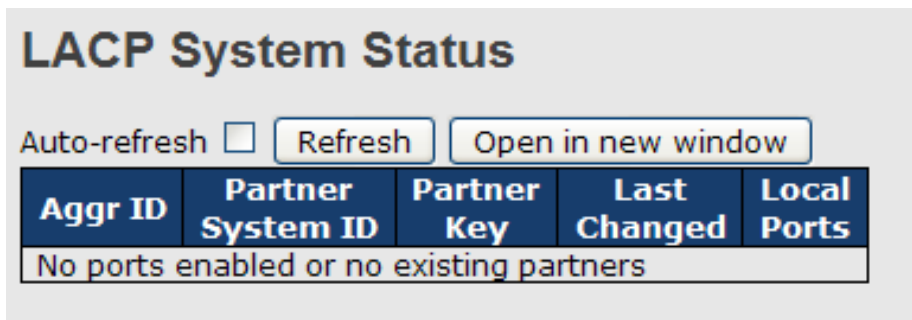 LACP System Status
Auto-refresh Refresh Open in new window
Aggr ID Partner System ID Partner Key Last Changed Local Ports
No ports enabled or no existing partners